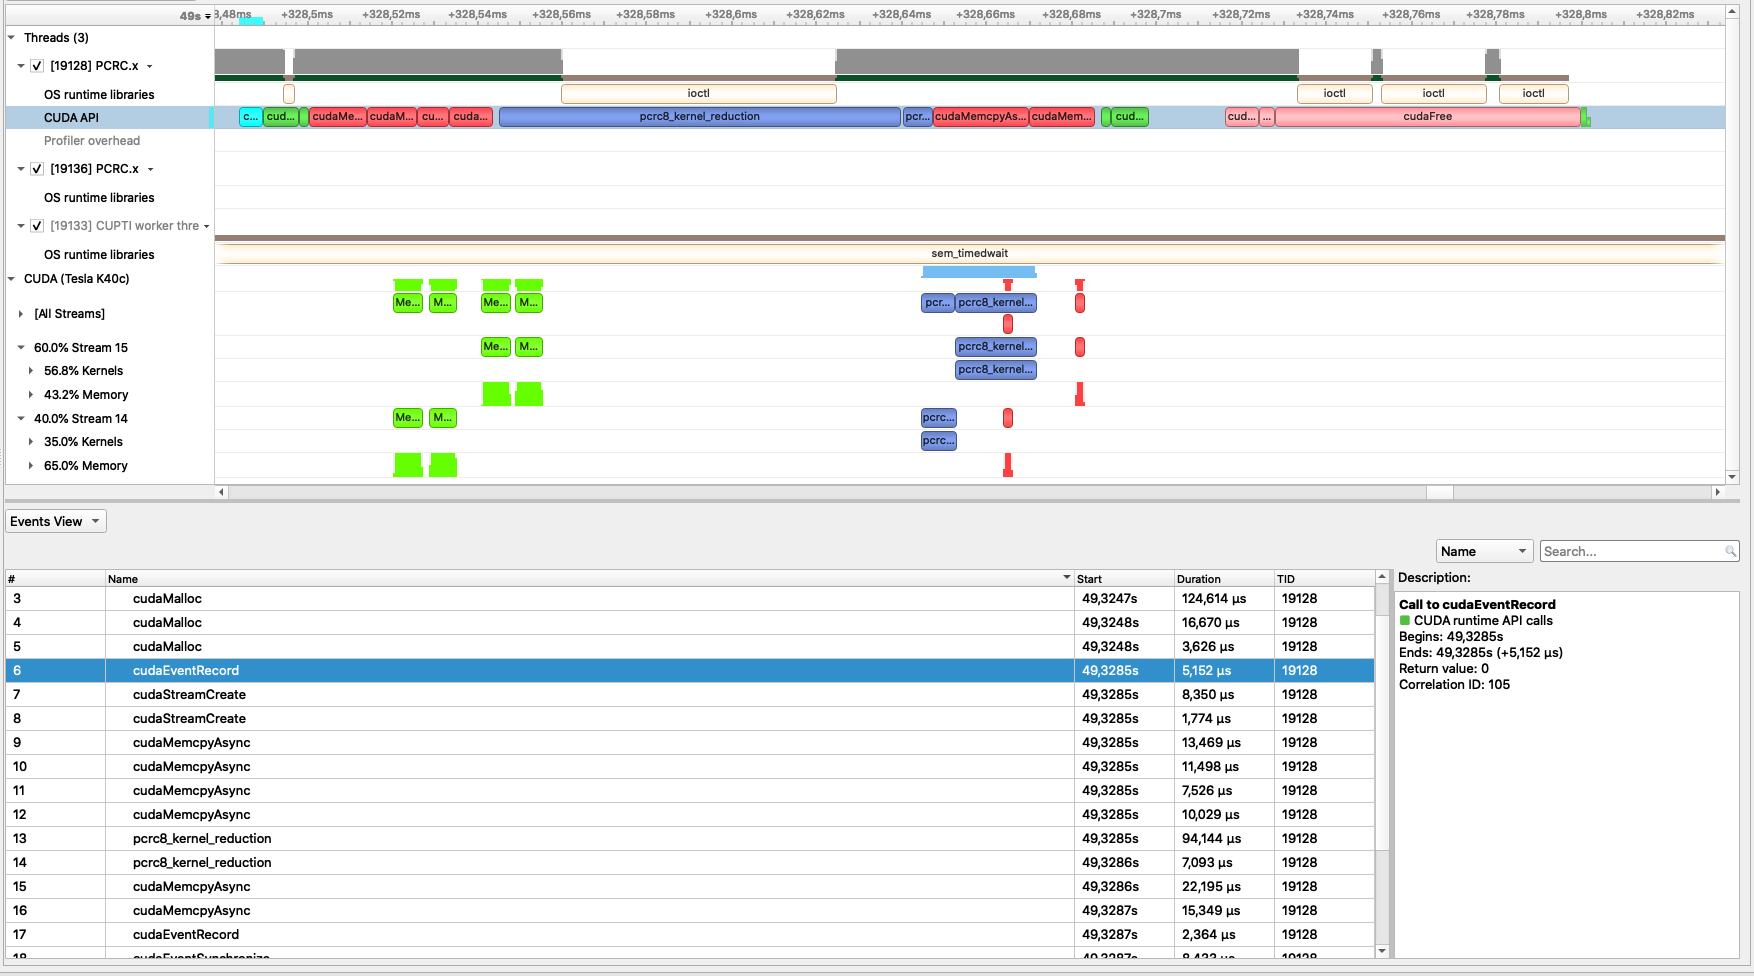 49s
3,48ms +328,5ms +328,52ms +328,54ms +328,56ms +328,6ms +328,62ms +328,64ms +328,66ms +328,68ms +328,7ms +328,72ms +328,74ms +328,76ms +328,78ms +328,8ms +328,82ms
Threads (3)
[19128] PCRC.x
OS runtime libraries ioctl ioctl ioctl ioctl
CUDA API c... cud... cudaMe... cudaM... cu... cuda... pcrc8_kernel_reduction pcr... cudaMemcpyAs... cudaMem... cud... cud... ... cudaFree
Profiler overhead
[19136] PCRC.x
OS runtime libraries
[19133] CUPTI worker thre
OS runtime libraries sem_timedwait
CUDA (Tesla K40c)
Me... M... Me... M... pcr... pcrc8_kernel...
[All Streams]
60.0% Stream 15 Me... M... pcrc8_kernel...
56.8% Kernels pcrc8_kernel...
43.2% Memory
40.0% Stream 14 Me... M... pcrc...
35.0% Kernels pcrc...
65.0% Memory
Events View
Name Search...
# Name Start Duration TID
3 cudaMalloc 49,3247s 124,614 µs 19128
4 cudaMalloc 49,3248s 16,670 µs 19128
5 cudaMalloc 49,3248s 3,626 µs 19128
6 cudaEventRecord 49,3285s 5,152 µs 19128
7 cudaStreamCreate 49,3285s 8,350 µs 19128
8 cudaStreamCreate 49,3285s 1,774 µs 19128
9 cudaMemcpyAsync 49,3285s 13,469 µs 19128
10 cudaMemcpyAsync 49,3285s 11,498 µs 19128
11 cudaMemcpyAsync 49,3285s 7,526 µs 19128
12 cudaMemcpyAsync 49,3285s 10,029 µs 19128
13 pcrc8_kernel_reduction 49,3285s 94,144 µs 19128
14 pcrc8_kernel_reduction 49,3286s 7,093 µs 19128
15 cudaMemcpyAsync 49,3286s 22,195 µs 19128
16 cudaMemcpyAsync 49,3287s 15,349 µs 19128
17 cudaEventRecord 49,3287s 2,364 µs 19128
18 cudaEventSynchronize 49,3287s 8,433 µs 19128
Description:
Call to cudaEventRecord
CUDA runtime API calls
Begins: 49,3285s
Ends: 49,3285s (+5,152 µs)
Return value: 0
Correlation ID: 105